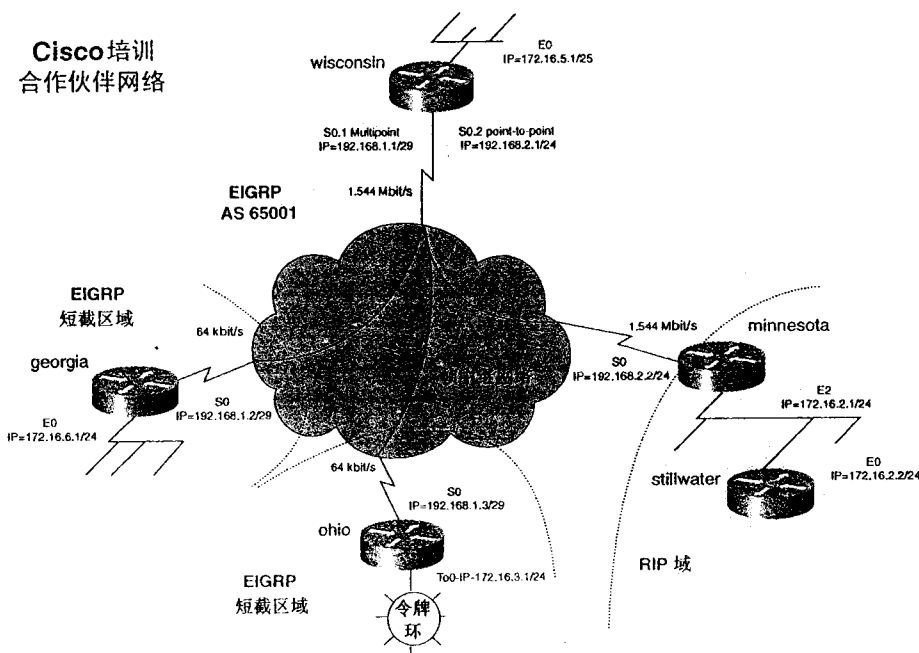 Cisco培训
合作伙伴网络
E0
IP=172.16.5.1/25
wisconsin
S0.1 Multipoint
IP=192.168.1.1/29
S0.2 point-to-point
IP=192.168.2.1/24
1.544 Mbit/s
EIGRP
AS 65001
EIGRP
短截区域
64 kbit/s
georgia
S0
IP=192.168.1.2/29
E0
IP=172.16.6.1/24
1.544 Mbit/s
minnesota
S0
IP=192.168.2.2/24
E2
IP=172.16.2.1/24
E0
IP=172.16.2.2/24
stillwater
RIP 域
64 kbit/s
S0
IP=192.168.1.3/29
ohio
To0-IP-172.16.3.1/24
EIGRP
短截区域
令牌
环